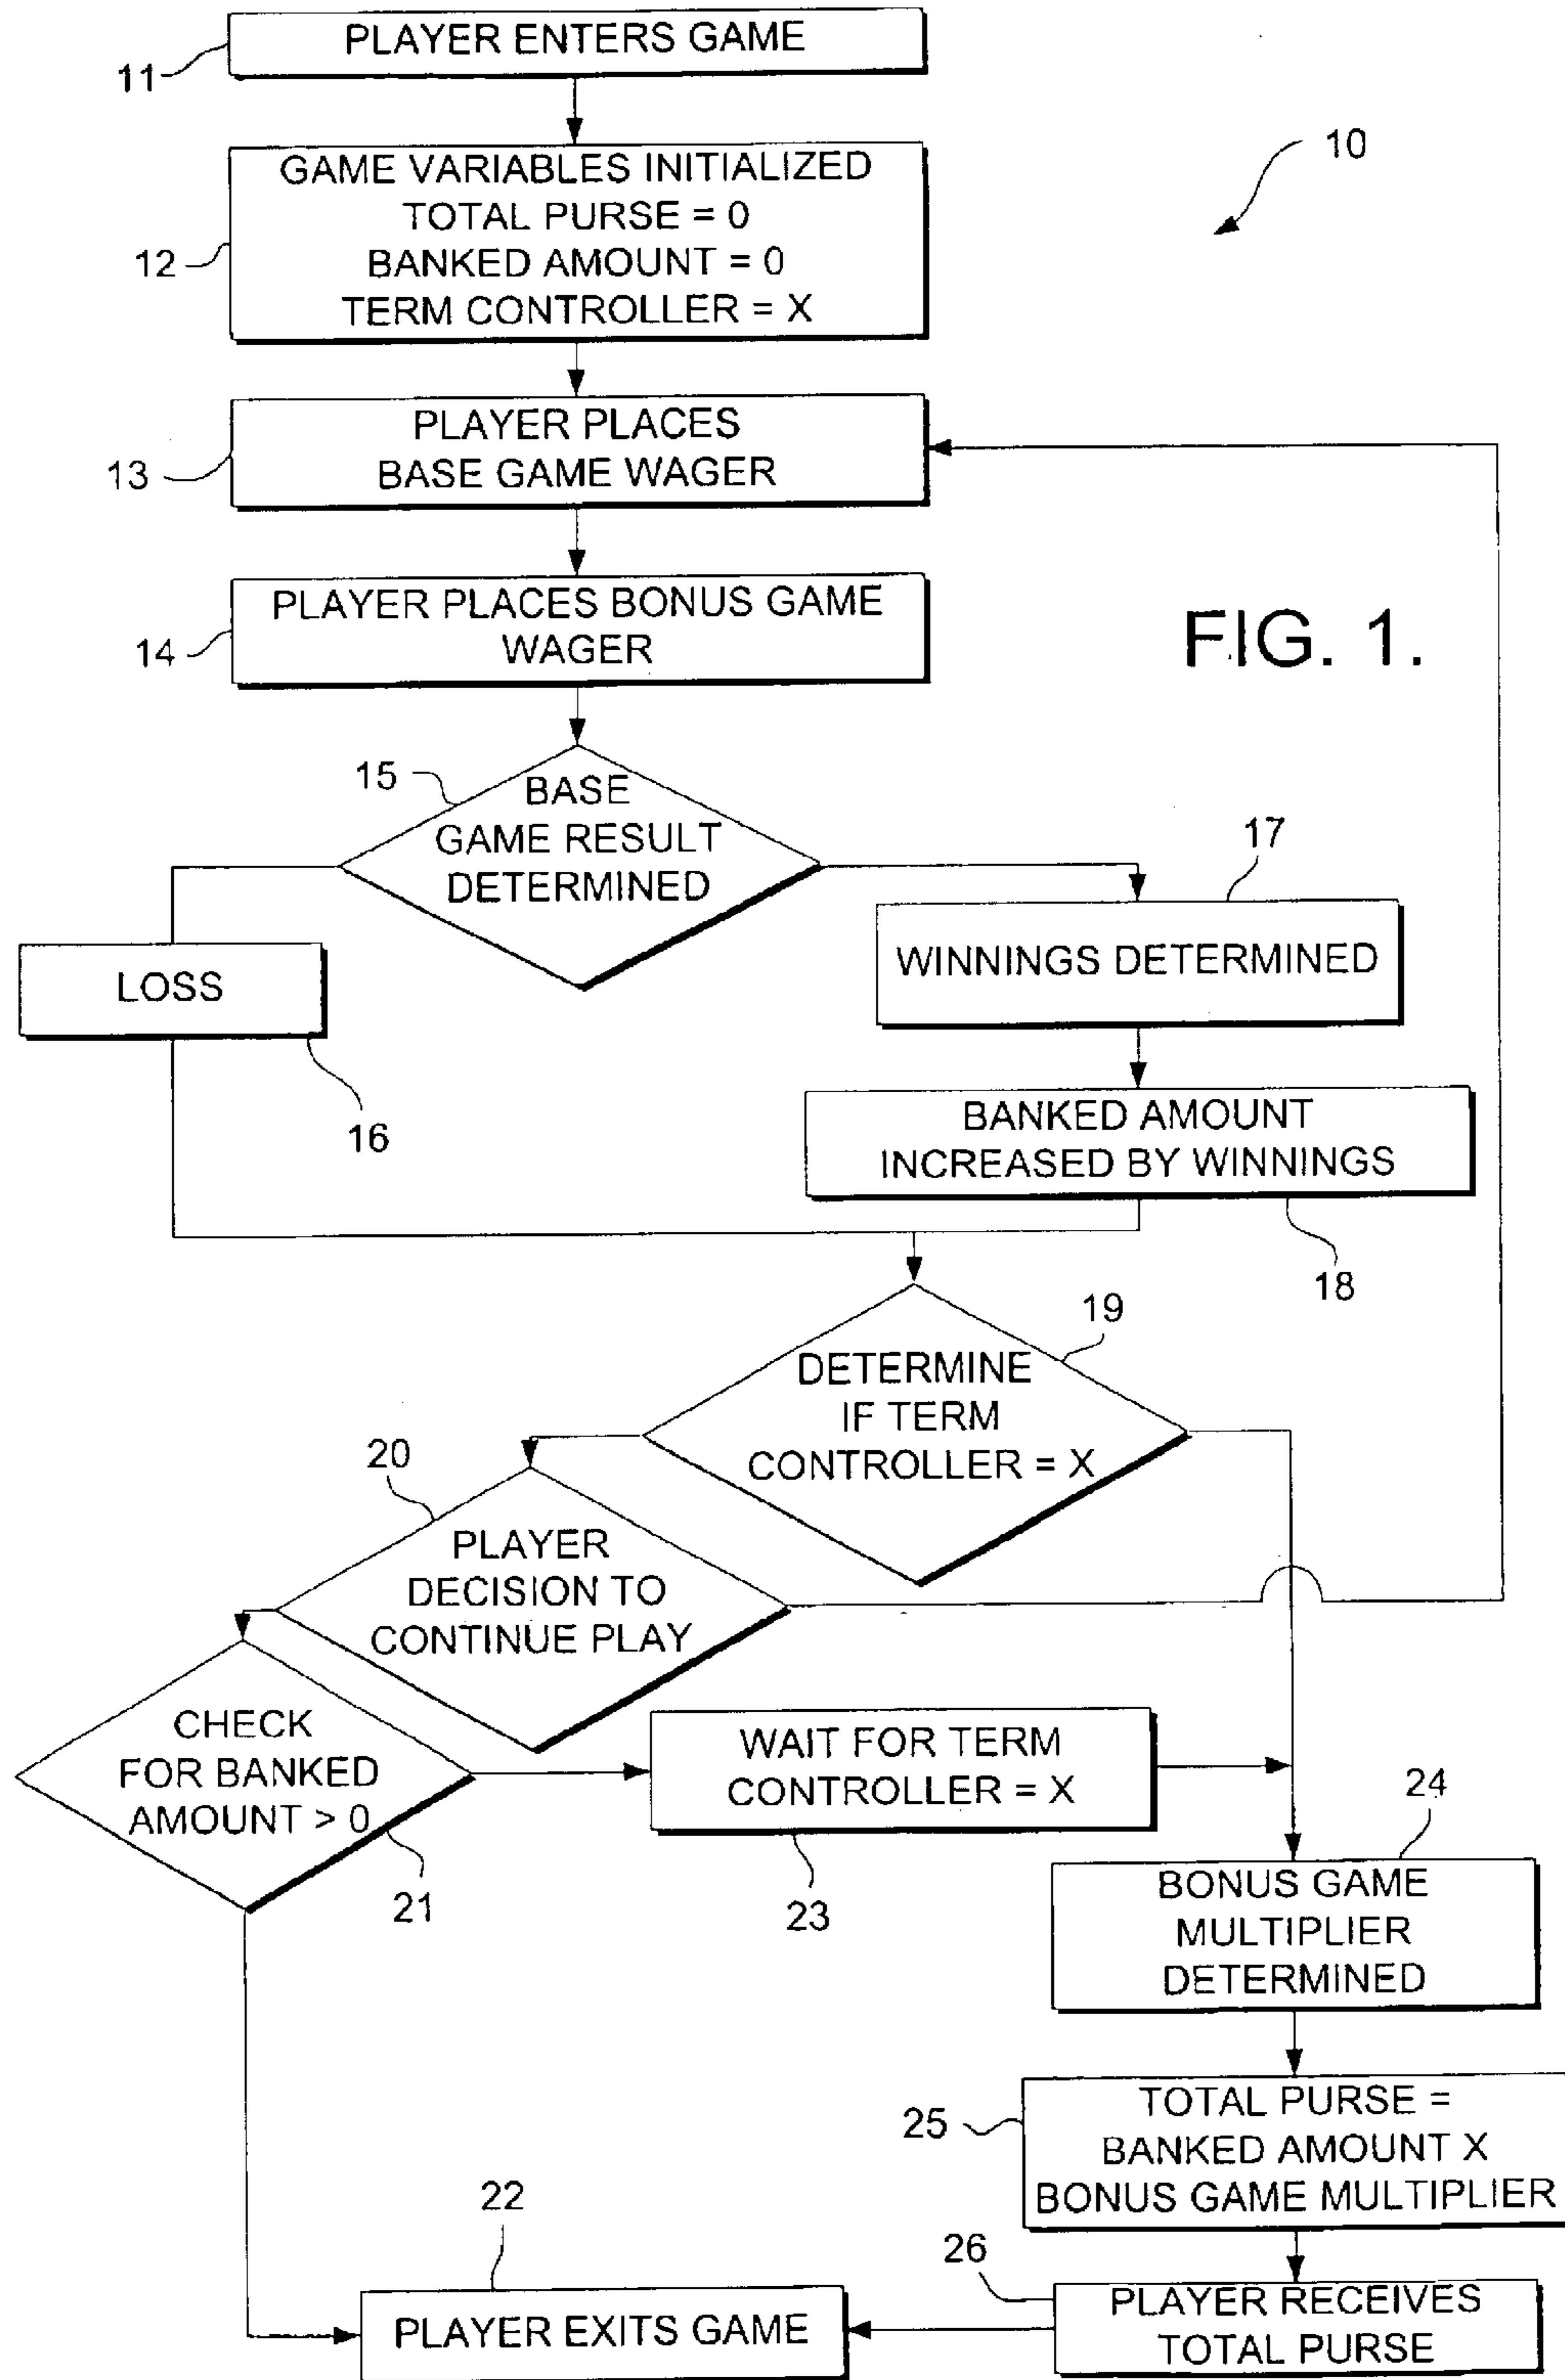 11
PLAYER ENTERS GAME
10
12
GAME VARIABLES INITIALIZED
TOTAL PURSE = 0
BANKED AMOUNT = 0
TERM CONTROLLER = X
13
PLAYER PLACES
BASE GAME WAGER
14
PLAYER PLACES BONUS GAME
WAGER
FIG. 1.
15
BASE
GAME RESULT
DETERMINED
16
LOSS
17
WINNINGS DETERMINED
18
BANKED AMOUNT
INCREASED BY WINNINGS
19
DETERMINE
IF TERM
CONTROLLER = X
20
PLAYER
DECISION TO
CONTINUE PLAY
21
CHECK
FOR BANKED
AMOUNT > 0
23
WAIT FOR TERM
CONTROLLER = X
24
BONUS GAME
MULTIPLIER
DETERMINED
25
TOTAL PURSE =
BANKED AMOUNT X
BONUS GAME MULTIPLIER
26
PLAYER RECEIVES
TOTAL PURSE
22
PLAYER EXITS GAME